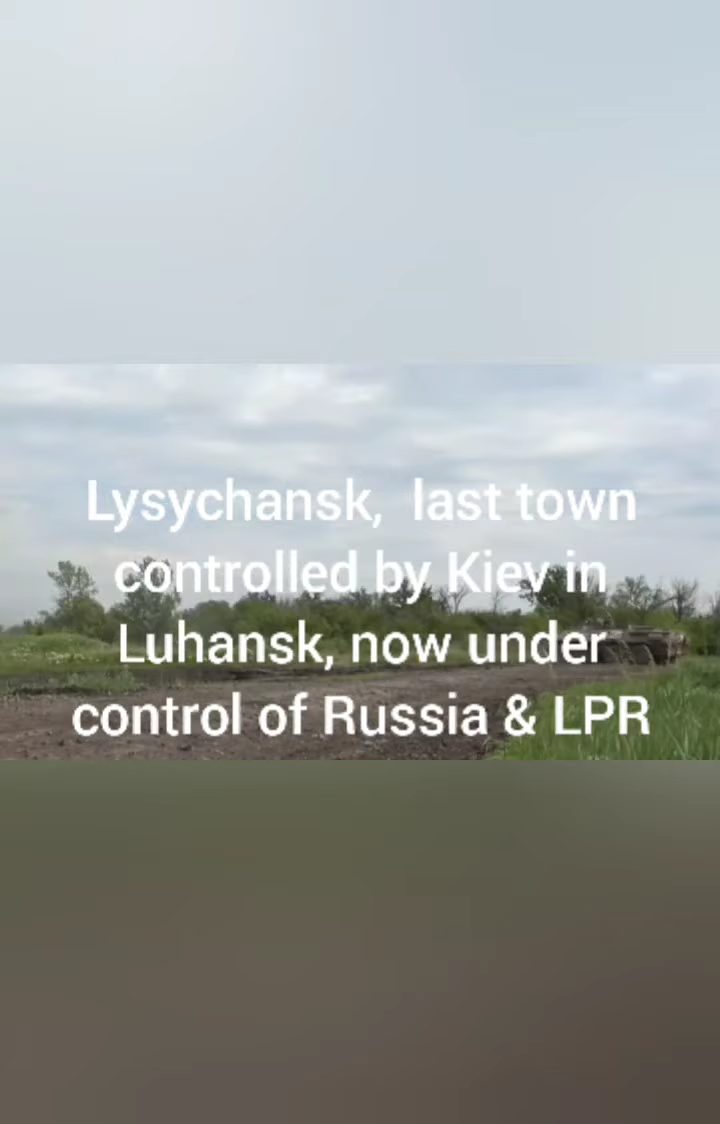 Lysychansk,  last town
controlled by Kiev in
Luhansk, now under
control of Russia & LPR